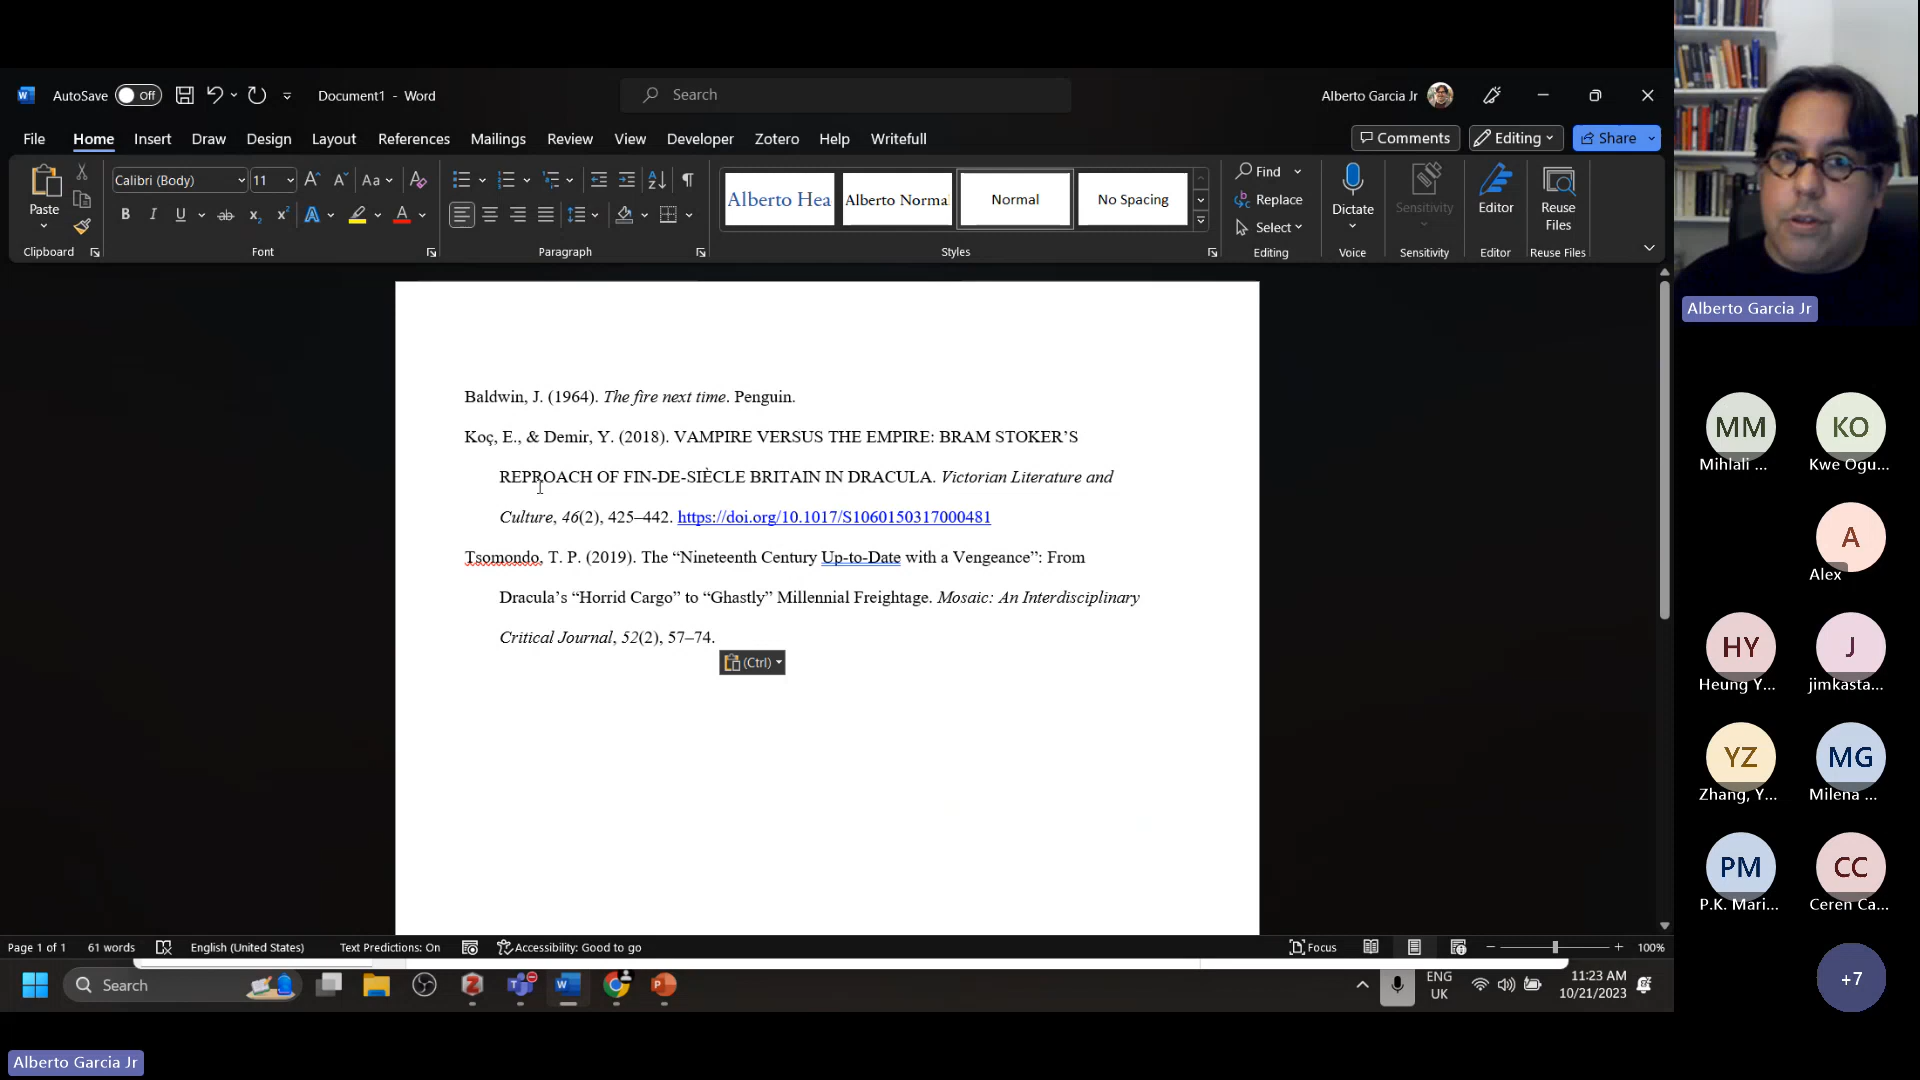 AutoSave Off Document1 - Word Search Alberto Garcia Jr
File Home Insert Draw Design Layout References Mailings Review View Developer Zotero Help Writefull Comments Editing Share
Paste Calibri (Body) 11 Aa Alberto Hea Alberto Normal Normal No Spacing Find Replace Select Dictate Sensitivity Editor Reuse Files
Clipboard Font Paragraph Styles Editing Voice Sensitivity Editor Reuse Files
Baldwin, J. (1964). The fire next time. Penguin.
Koç, E., & Demir, Y. (2018). VAMPIRE VERSUS THE EMPIRE: BRAM STOKER’S
REPROACH OF FIN-DE-SIÈCLE BRITAIN IN DRACULA. Victorian Literature and
Culture, 46(2), 425–442. https://doi.org/10.1017/S1060150317000481
Tsomondo, T. P. (2019). The “Nineteenth Century Up-to-Date with a Vengeance”: From
Dracula’s “Horrid Cargo” to “Ghastly” Millennial Freightage. Mosaic: An Interdisciplinary
Critical Journal, 52(2), 57–74.
(Ctrl)
Page 1 of 1 61 words English (United States) Text Predictions: On Accessibility: Good to go Focus 100%
Search ENG UK 11:23 AM 10/21/2023
Alberto Garcia Jr
MM KO
Mihlali ... Kwe Ogu...
A
Alex
HY J
Heung Y... jimkasta...
YZ MG
Zhang, Y... Milena ...
PM CC
P.K. Mari... Ceren Ca...
+7
Alberto Garcia Jr